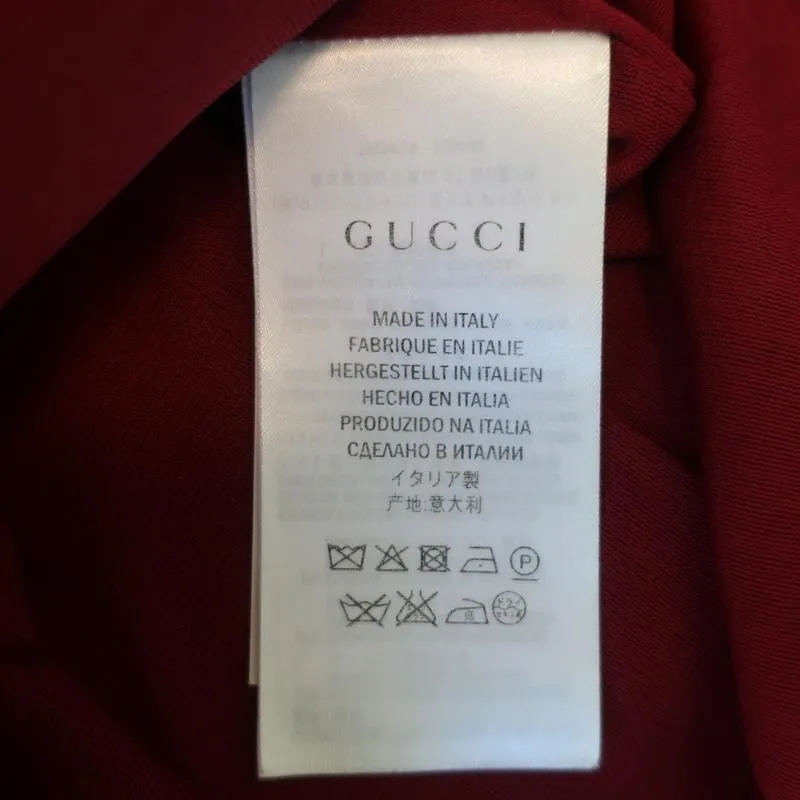 GUCCI
MADE IN ITALY
FABRIQUE EN ITALIE
HERGESTELLT IN ITALIEN
HECHO EN ITALIA
PRODUZIDO NA ITALIA
СДЕЛАНО В ИТАЛИИ
イタリア製
产地:意大利
P
低